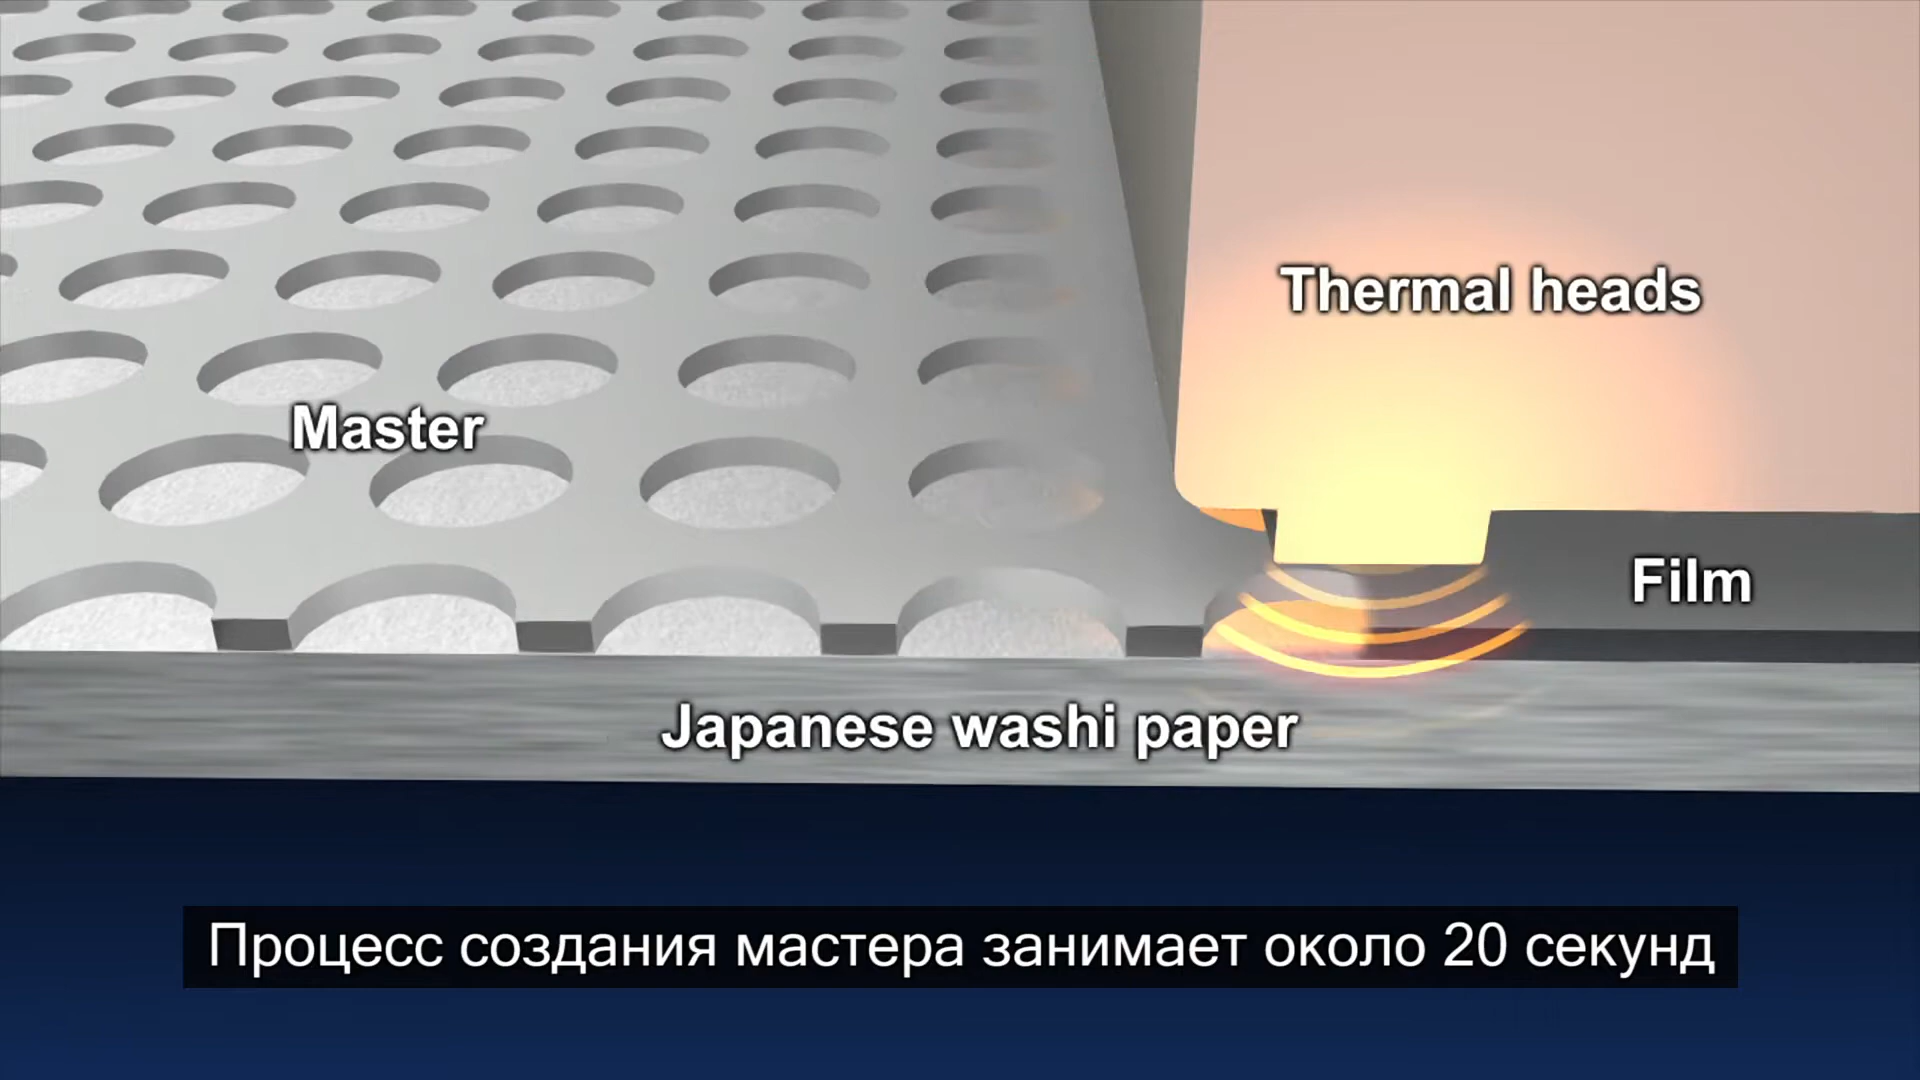 Thermal heads
Master
Film
Japanese washi paper
Процесс создания мастера занимает около 20 секунд